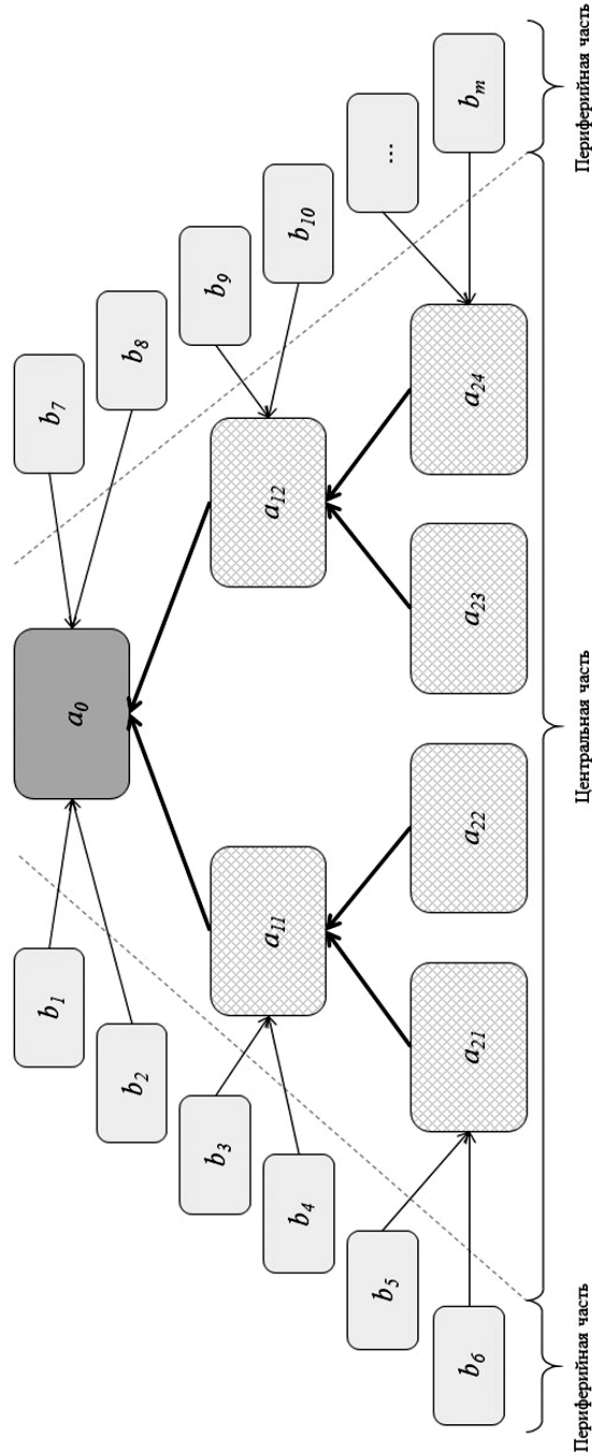 b1
a0
b7
b2
b8
b3
a11
a12
b9
b4
b10
b5
...
b6
a21
a22
a23
a24
bm
Периферийная часть
Центральная часть
Периферийная часть